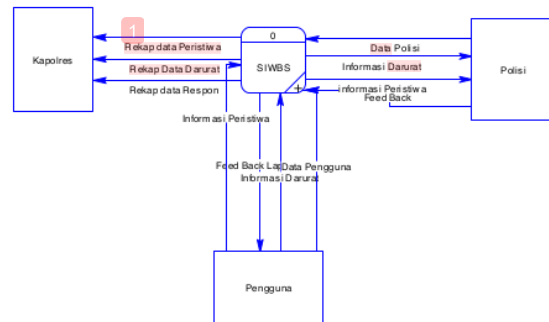 1
0
Kapolres
Rekap data Peristiwa
Rekap Data Darurat
Rekap data Respon
SIWBS
+
Data Polisi
Informasi Darurat
Informasi Peristiwa
Feed Back
Polisi
Informasi Peristiwa
Feed Back
Data Pengguna
Informasi Darurat
Pengguna